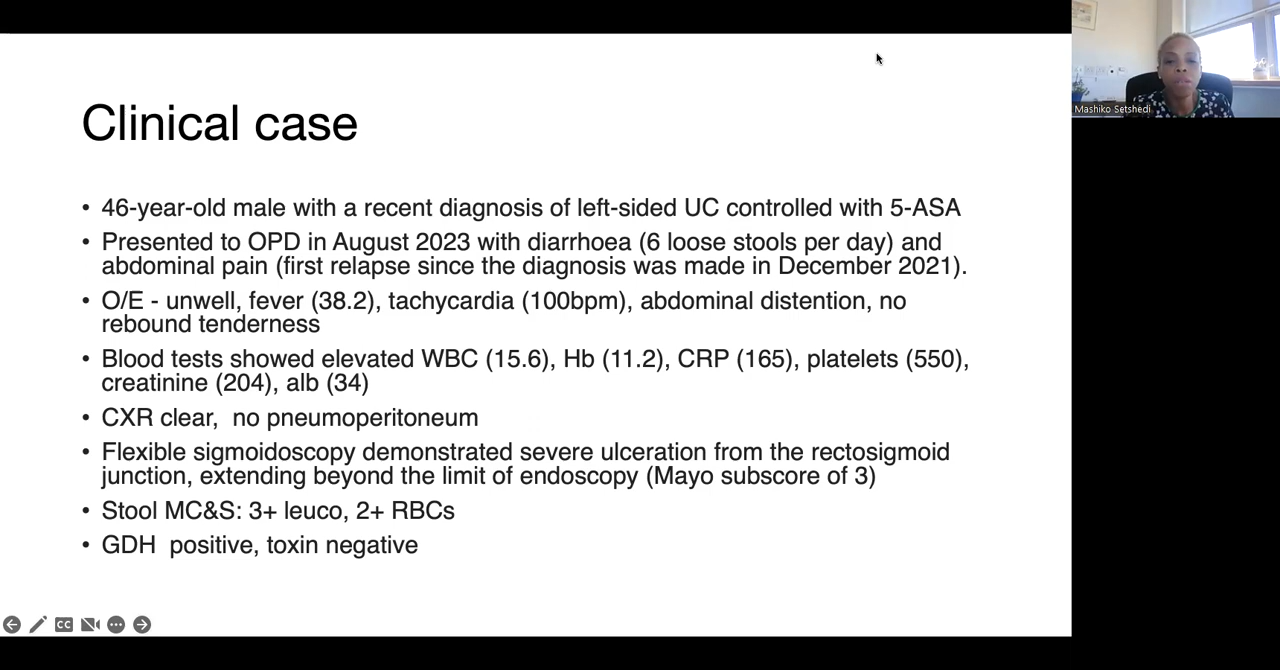 Clinical case
• 46-year-old male with a recent diagnosis of left-sided UC controlled with 5-ASA
• Presented to OPD in August 2023 with diarrhoea (6 loose stools per day) and
abdominal pain (first relapse since the diagnosis was made in December 2021).
• O/E - unwell, fever (38.2), tachycardia (100bpm), abdominal distention, no
rebound tenderness
• Blood tests showed elevated WBC (15.6), Hb (11.2), CRP (165), platelets (550),
creatinine (204), alb (34)
• CXR clear,  no pneumoperitoneum
• Flexible sigmoidoscopy demonstrated severe ulceration from the rectosigmoid
junction, extending beyond the limit of endoscopy (Mayo subscore of 3)
• Stool MC&S: 3+ leuco, 2+ RBCs
• GDH  positive, toxin negative
CC
Mashiko Setshedi